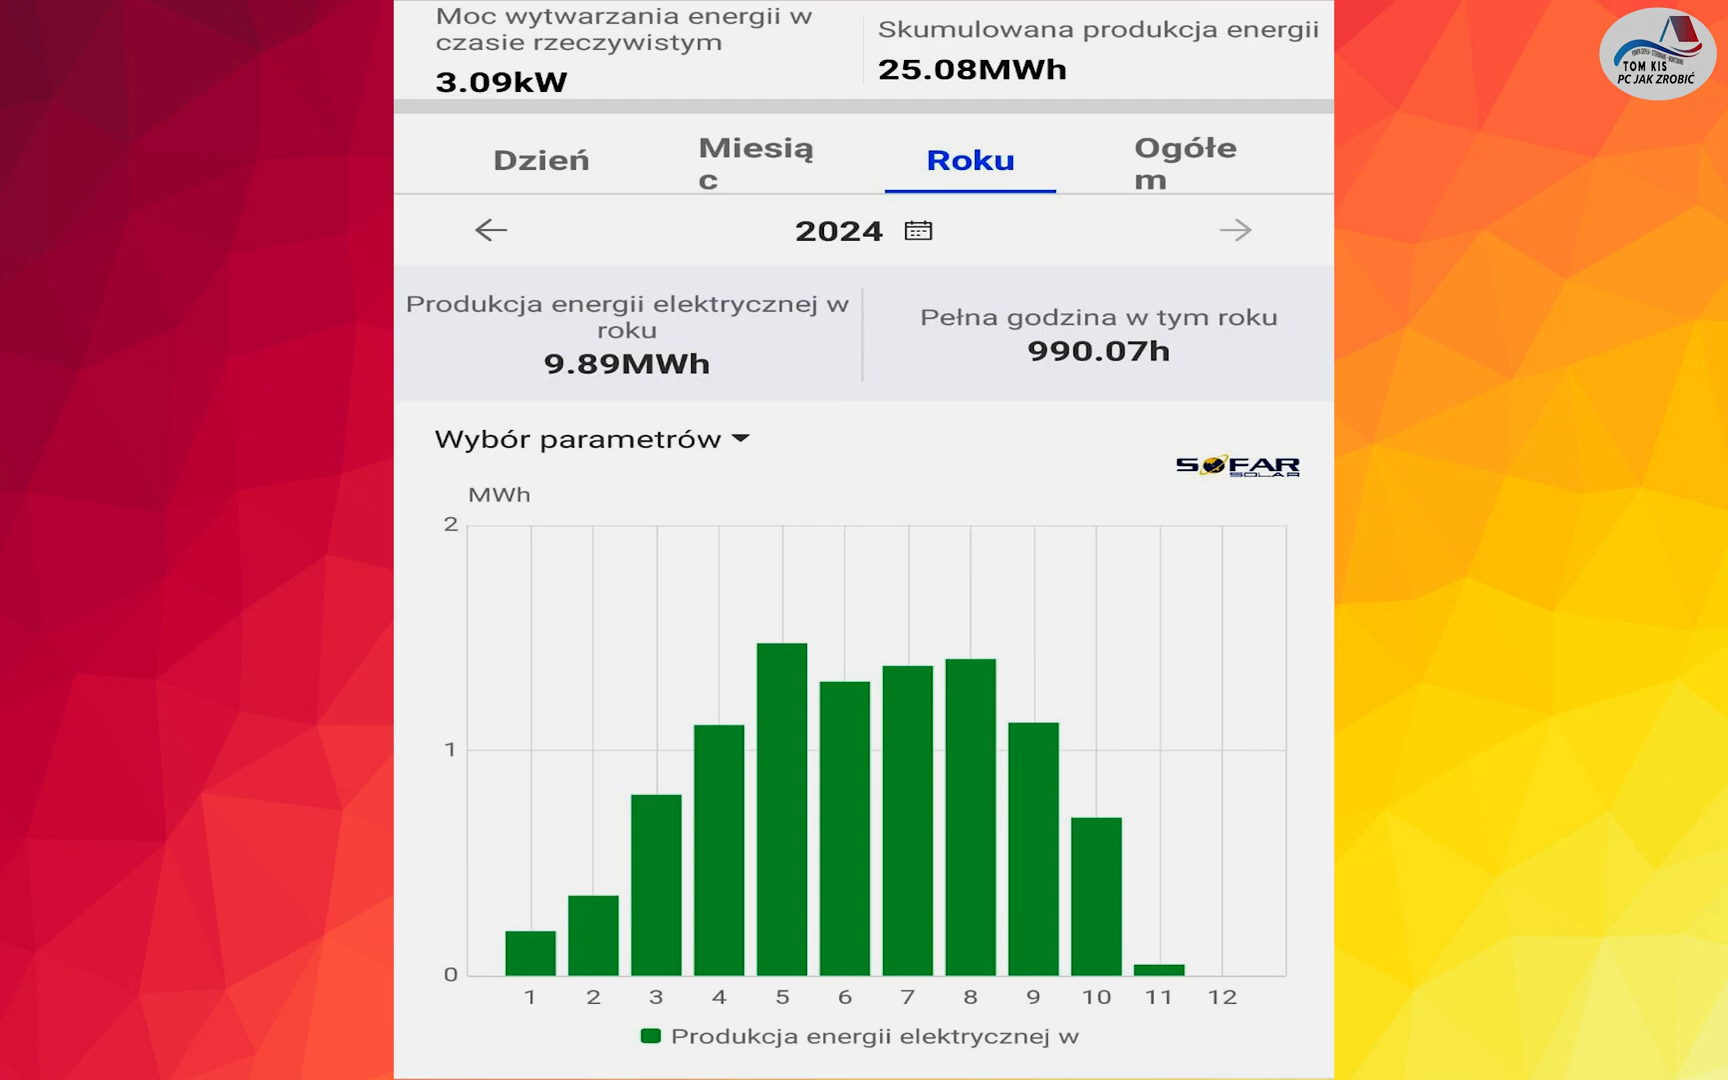 Moc wytwarzania energii w
czasie rzeczywistym
3.09kW
Skumulowana produkcja energii
25.08MWh
TOM KIS
PC JAK ZROBIĆ
Dzień
Miesią
c
Roku
Ogółe
m
2024
Produkcja energii elektrycznej w
roku
9.89MWh
Pełna godzina w tym roku
990.07h
Wybór parametrów
SOFAR
SOLAR
MWh
2
1
0
1 2 3 4 5 6 7 8 9 10 11 12
Produkcja energii elektrycznej w